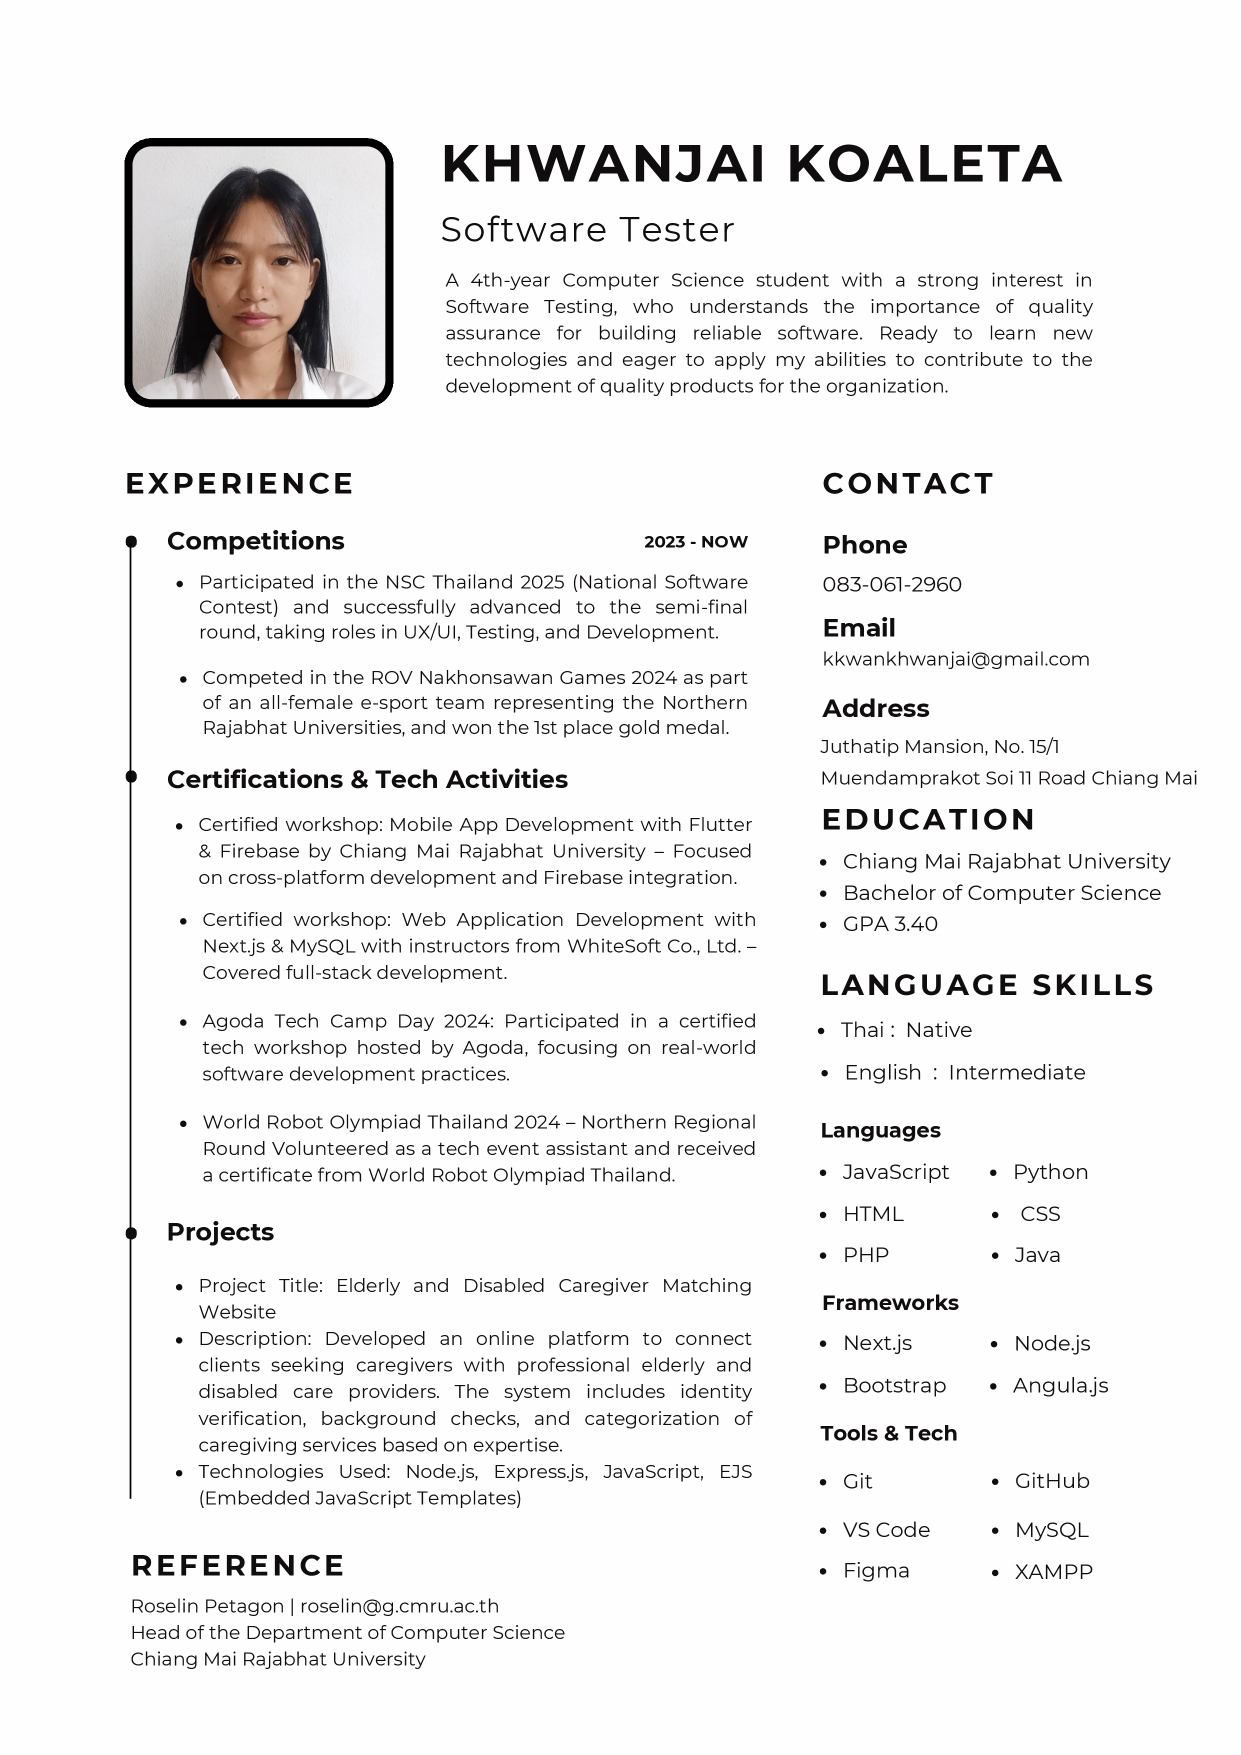 KHWANJAI KOALETA
Software Tester
A 4th-year Computer Science student with a strong interest in
Software Testing, who understands the importance of quality
assurance for building reliable software. Ready to learn new
technologies and eager to apply my abilities to contribute to the
development of quality products for the organization.
EXPERIENCE
Competitions 2023 - NOW
• Participated in the NSC Thailand 2025 (National Software
Contest) and successfully advanced to the semi-final
round, taking roles in UX/UI, Testing, and Development.
• Competed in the ROV Nakhonsawan Games 2024 as part
of an all-female e-sport team representing the Northern
Rajabhat Universities, and won the 1st place gold medal.
Certifications & Tech Activities
• Certified workshop: Mobile App Development with Flutter
& Firebase by Chiang Mai Rajabhat University – Focused
on cross-platform development and Firebase integration.
• Certified workshop: Web Application Development with
Next.js & MySQL with instructors from WhiteSoft Co., Ltd. –
Covered full-stack development.
• Agoda Tech Camp Day 2024: Participated in a certified
tech workshop hosted by Agoda, focusing on real-world
software development practices.
• World Robot Olympiad Thailand 2024 – Northern Regional
Round Volunteered as a tech event assistant and received
a certificate from World Robot Olympiad Thailand.
Projects
• Project Title: Elderly and Disabled Caregiver Matching
Website
• Description: Developed an online platform to connect
clients seeking caregivers with professional elderly and
disabled care providers. The system includes identity
verification, background checks, and categorization of
caregiving services based on expertise.
• Technologies Used: Node.js, Express.js, JavaScript, EJS
(Embedded JavaScript Templates)
REFERENCE
Roselin Petagon | roselin@g.cmru.ac.th
Head of the Department of Computer Science
Chiang Mai Rajabhat University
CONTACT
Phone
083-061-2960
Email
kkwankhwanjai@gmail.com
Address
Juthatip Mansion, No. 15/1
Muendamprakot Soi 11 Road Chiang Mai
EDUCATION
• Chiang Mai Rajabhat University
• Bachelor of Computer Science
• GPA 3.40
LANGUAGE SKILLS
• Thai : Native
• English : Intermediate
Languages
• JavaScript • Python
• HTML • CSS
• PHP • Java
Frameworks
• Next.js • Node.js
• Bootstrap • Angula.js
Tools & Tech
• Git • GitHub
• VS Code • MySQL
• Figma • XAMPP